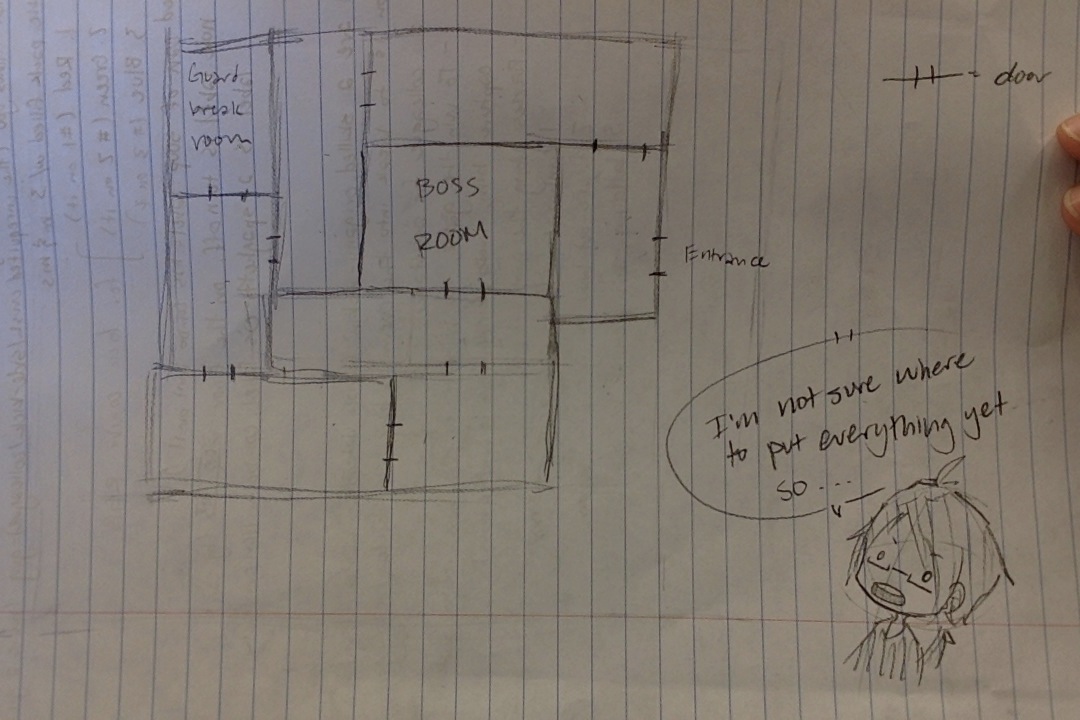 Guard
break
room
BOSS
ROOM
Entrance
= door
I'm not sure where
to put everything yet
so....